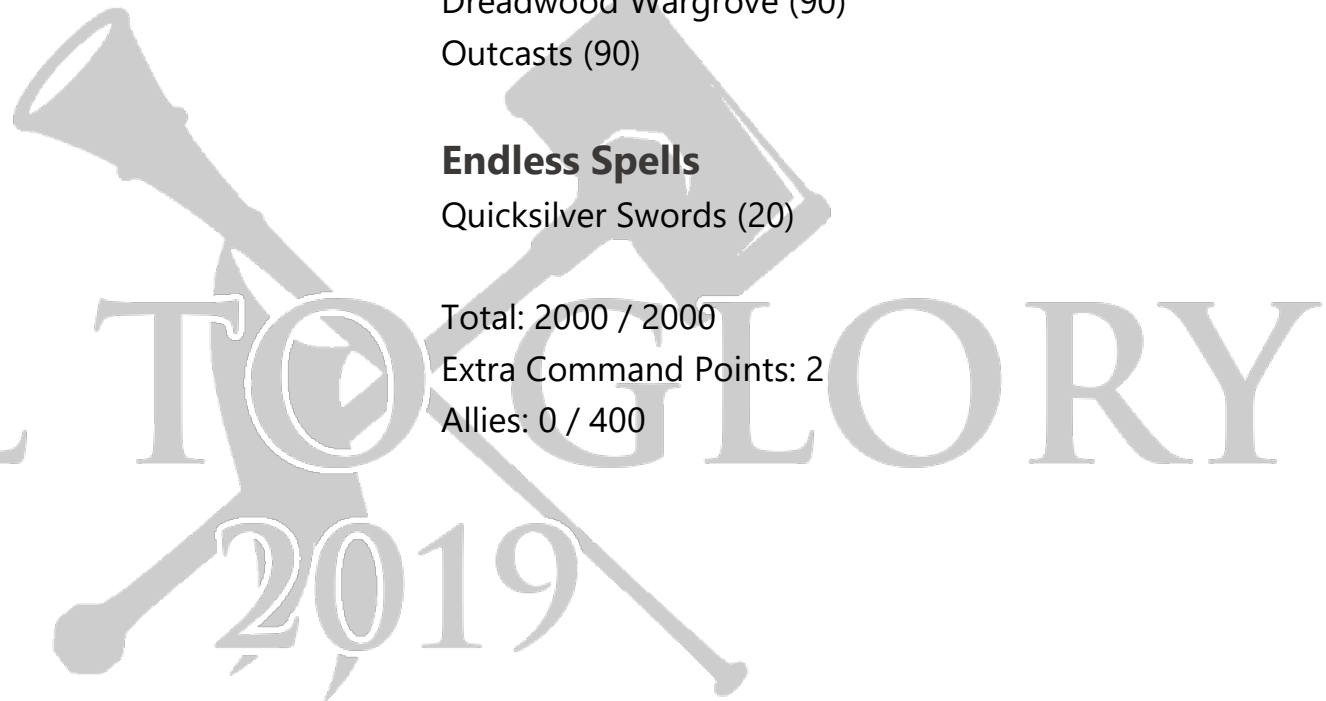 Dreadwood Wargrove (90)
Outcasts (90)
Endless Spells
Quicksilver Swords (20)
Total: 2000 / 2000
Extra Command Points: 2
Allies: 0 / 400
L TO GLORY
2019